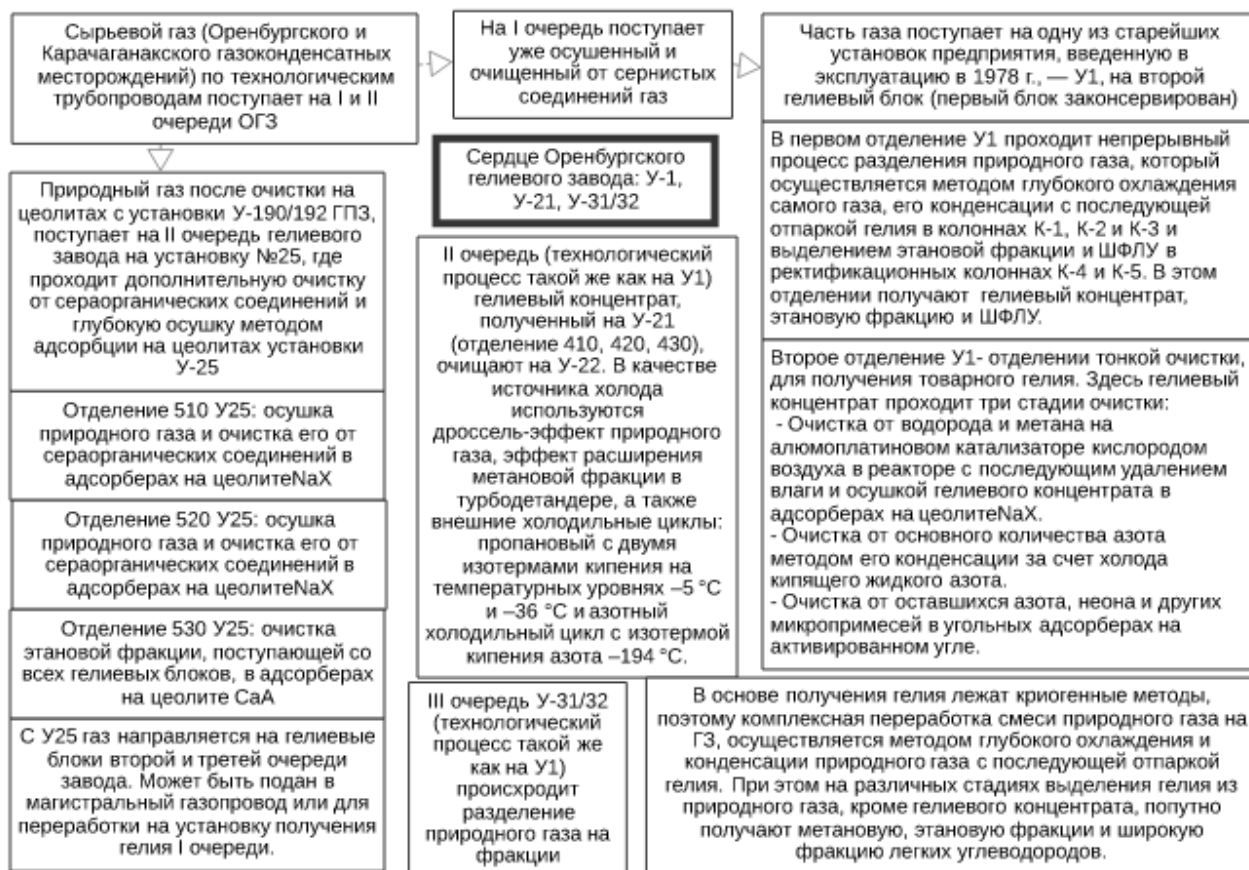 Сырьевой газ (Оренбургского и
Карачаганакского газоконденсатных
месторождений) по технологическим
трубопроводам поступает на I и II
очереди ОГЗ
На I очередь поступает
уже осушенный и
очищенный от сернистых
соединений газ
Часть газа поступает на одну из старейших
установок предприятия, введенную в
эксплуатацию в 1978 г., — У1, на второй
гелиевый блок (первый блок законсервирован)
Сердце Оренбургского
гелиевого завода: У-1,
У-21, У-31/32
Природный газ после очистки на
цеолитах с установки У-190/192 ГПЗ,
поступает на II очередь гелиевого
завода на установку №25, где
проходит дополнительную очистку
от сераорганических соединений и
глубокую осушку методом
адсорбции на цеолитах установки
У-25
Отделение 510 У25: осушка
природного газа и очистка его от
сераорганических соединений в
адсорберах на цеолитеNaX
Отделение 520 У25: осушка
природного газа и очистка его от
сераорганических соединений в
адсорберах на цеолитеNaX
Отделение 530 У25: очистка
этановой фракции, поступающей со
всех гелиевых блоков, в адсорберах
на цеолите СаА
С У25 газ направляется на гелиевые
блоки второй и третей очереди
завода. Может быть подан в
магистральный газопровод или для
переработки на установку получения
гелия I очереди.
II очередь (технологический
процесс такой же как на У1)
гелиевый концентрат,
полученный на У-21
(отделение 410, 420, 430),
очищают на У-22. В качестве
источника холода
используются
дроссель-эффект природного
газа, эффект расширения
метановой фракции в
турбодетандере, а также
внешние холодильные циклы:
пропановый с двумя
изотермами кипения на
температурных уровнях –5 °С
и –36 °С и азотный
холодильный цикл с изотермой
кипения азота –194 °С.
III очередь У-31/32
(технологический
процесс такой же
как на У1)
происхродит
разделение
природного газа на
фракции
В первом отделение У1 проходит непрерывный
процесс разделения природного газа, который
осуществляется методом глубокого охлаждения
самого газа, его конденсации с последующей
отпаркой гелия в колоннах К-1, К-2 и К-3 и
выделением этановой фракции и ШФЛУ в
ректификационных колоннах К-4 и К-5. В этом
отделении получают гелиевый концентрат,
этановую фракцию и ШФЛУ.
Второе отделение У1- отделении тонкой очистки,
для получения товарного гелия. Здесь гелиевый
концентрат проходит три стадии очистки:
- Очистка от водорода и метана на
алюмоплатиновом катализаторе кислородом
воздуха в реакторе с последующим удалением
влаги и осушкой гелиевого концентрата в
адсорберах на цеолитеNaX.
- Очистка от основного количества азота
методом его конденсации за счет холода
кипящего жидкого азота.
- Очистка от оставшихся азота, неона и других
микропримесей в угольных адсорберах на
активированном угле.
В основе получения гелия лежат криогенные методы,
поэтому комплексная переработка смеси природного газа на
ГЗ, осуществляется методом глубокого охлаждения и
конденсации природного газа с последующей отпаркой
гелия. При этом на различных стадиях выделения гелия из
природного газа, кроме гелиевого концентрата, попутно
получают метановую, этановую фракции и широкую
фракцию легких углеводородов.